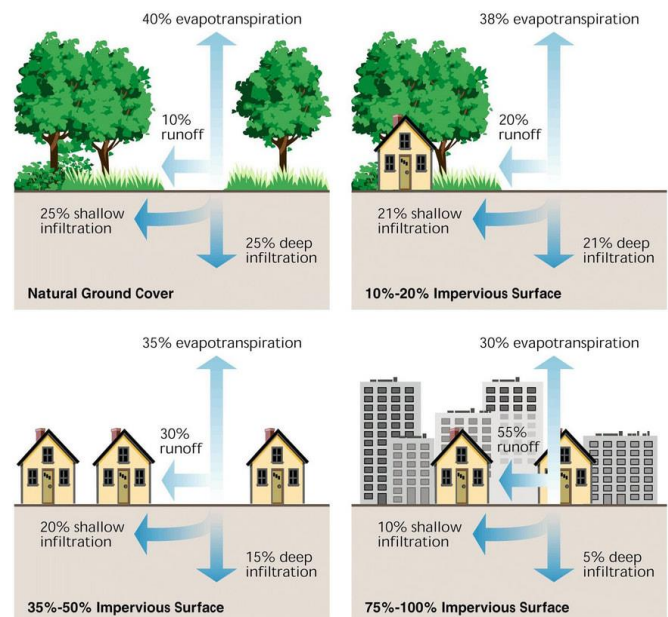 40% evapotranspiration
10%
runoff
25% shallow
infiltration
25% deep
infiltration
Natural Ground Cover
38% evapotranspiration
20%
runoff
21% shallow
infiltration
21% deep
infiltration
10%-20% Impervious Surface
35% evapotranspiration
30%
runoff
20% shallow
infiltration
15% deep
infiltration
35%-50% Impervious Surface
30% evapotranspiration
55%
runoff
10% shallow
infiltration
5% deep
infiltration
75%-100% Impervious Surface